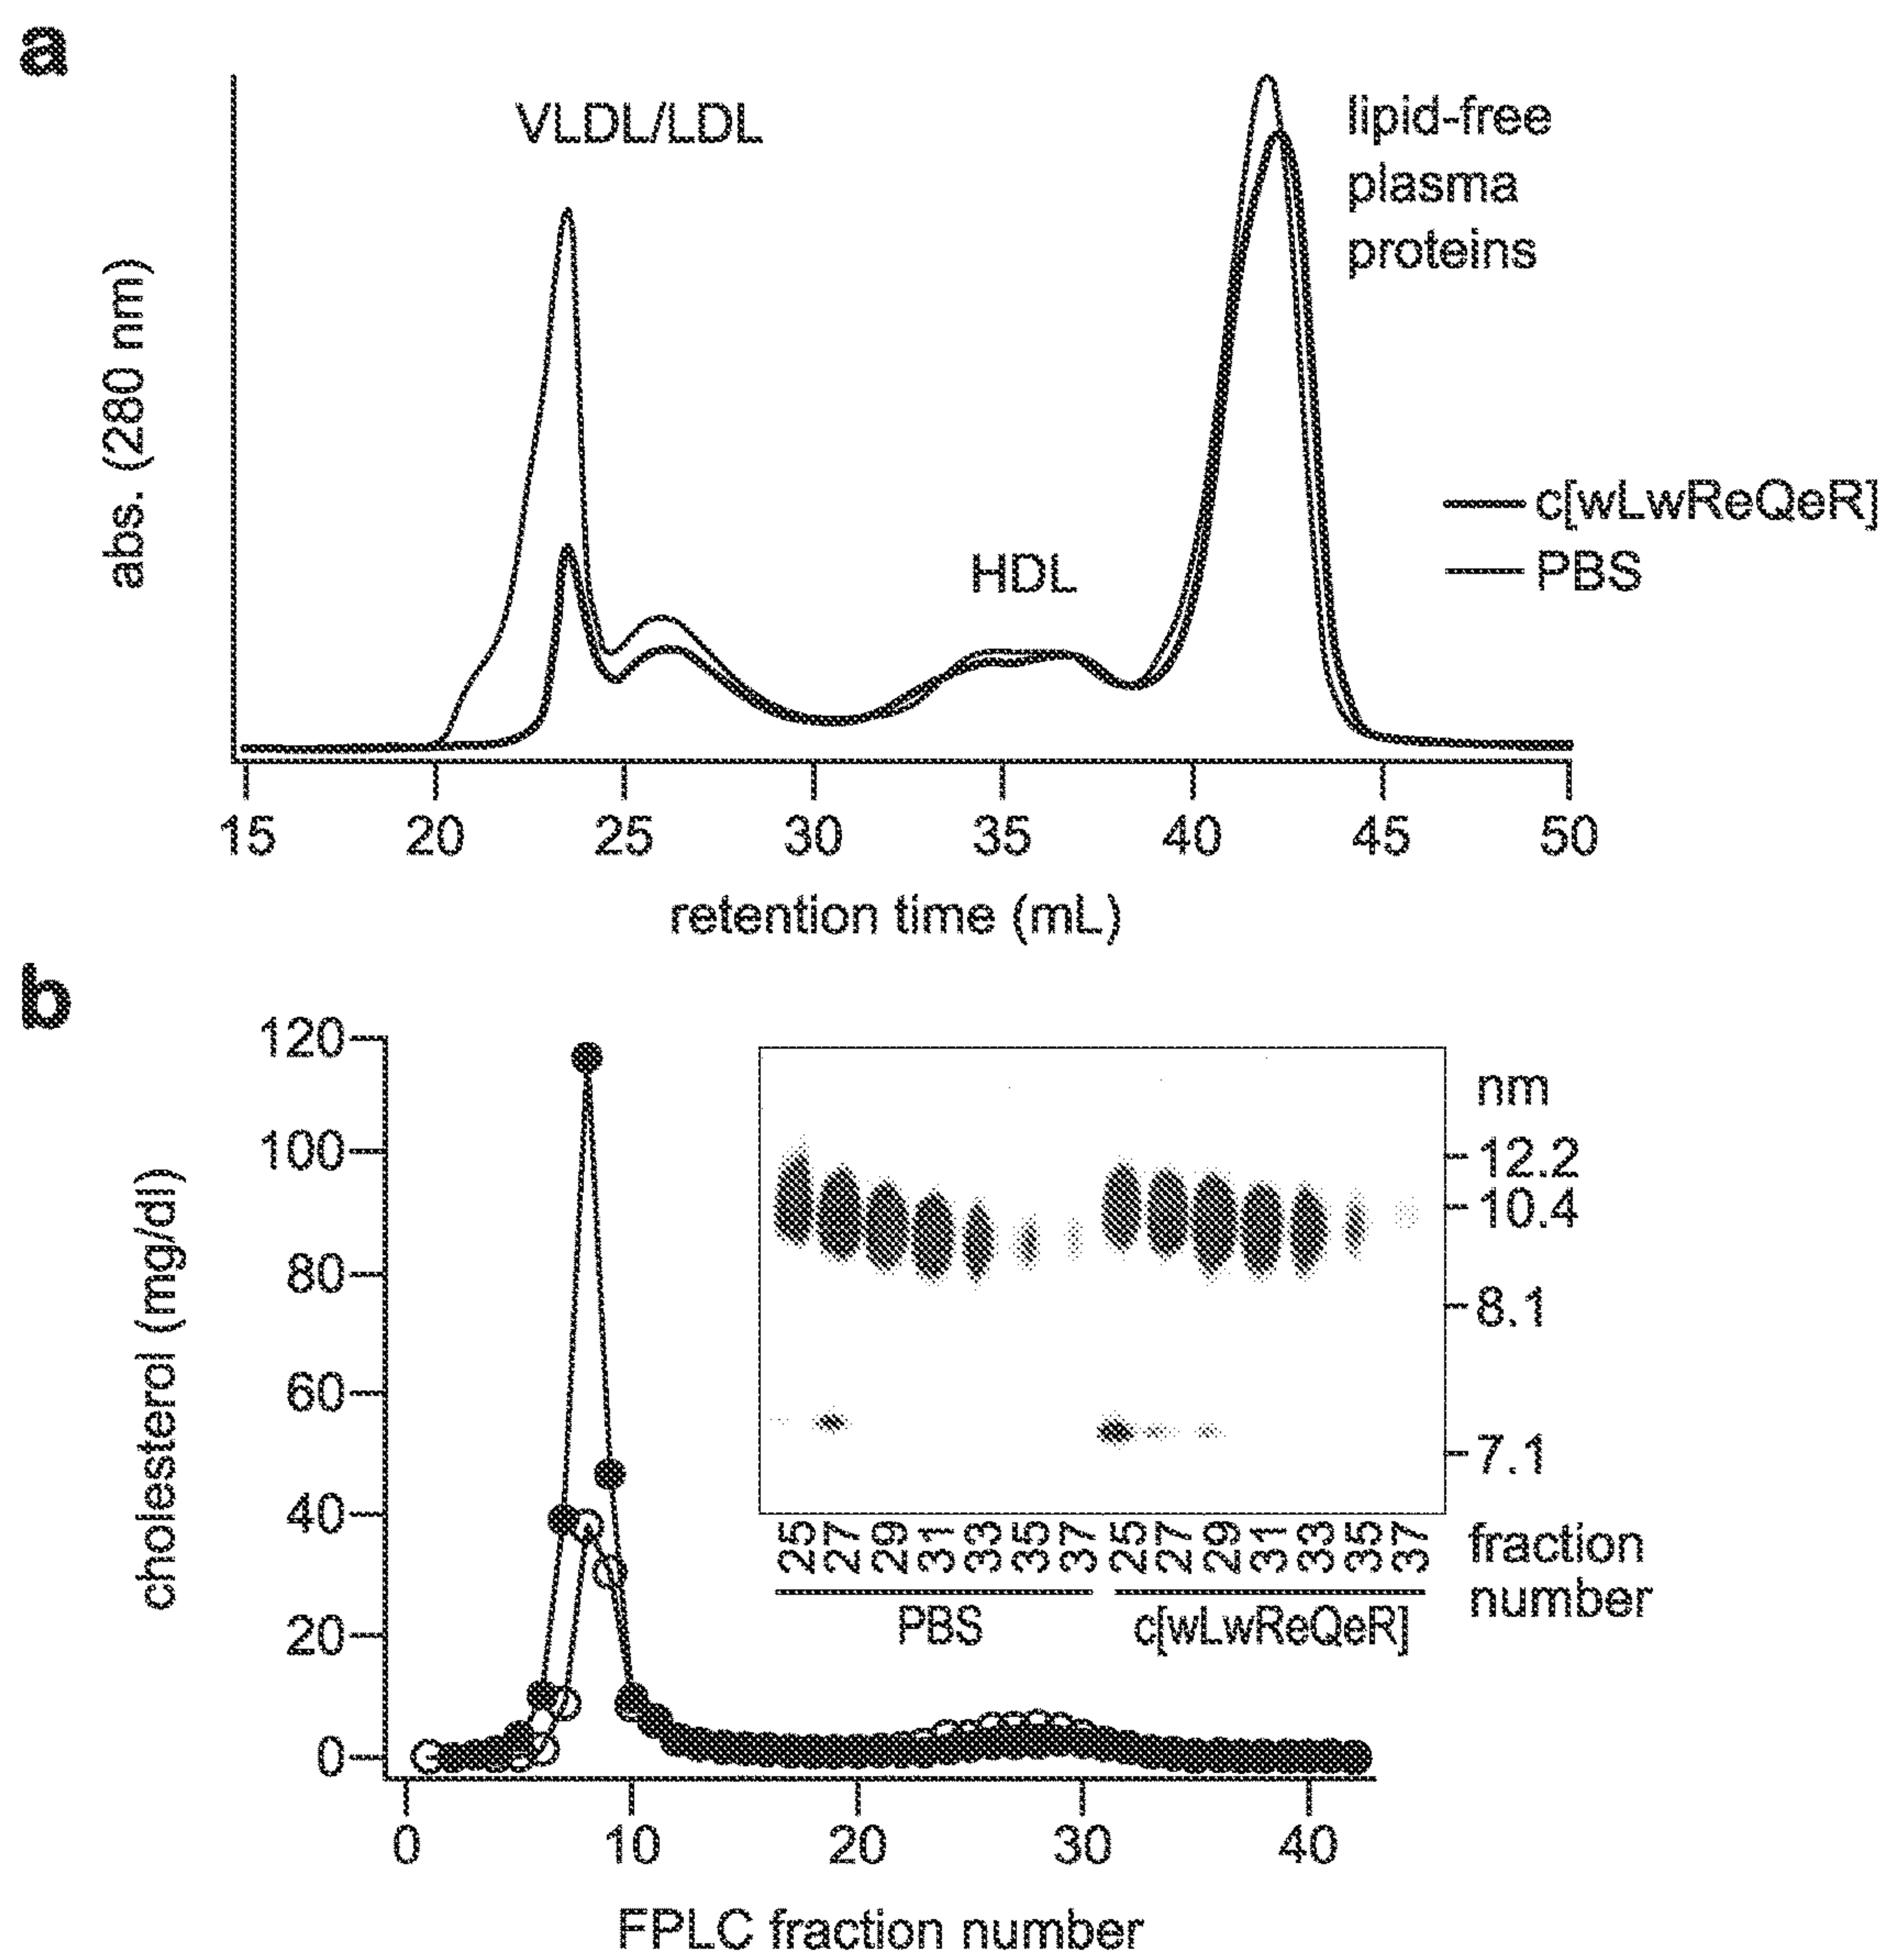 a
VLDL/LDL
lipid-free
plasma
proteins
abs. (280 nm)
HDL
c[wLwReQeR]
PBS
15 20 25 30 35 40 45 50
retention time (mL)
b
120
100
80
60
40
20
0
cholesterol (mg/dl)
nm
12.2
10.4
8.1
7.1
25 27 29 31 33 35 37 25 27 29 31 33 35 37
fraction
number
PBS c[wLwReQeR]
0 10 20 30 40
FPLC fraction number